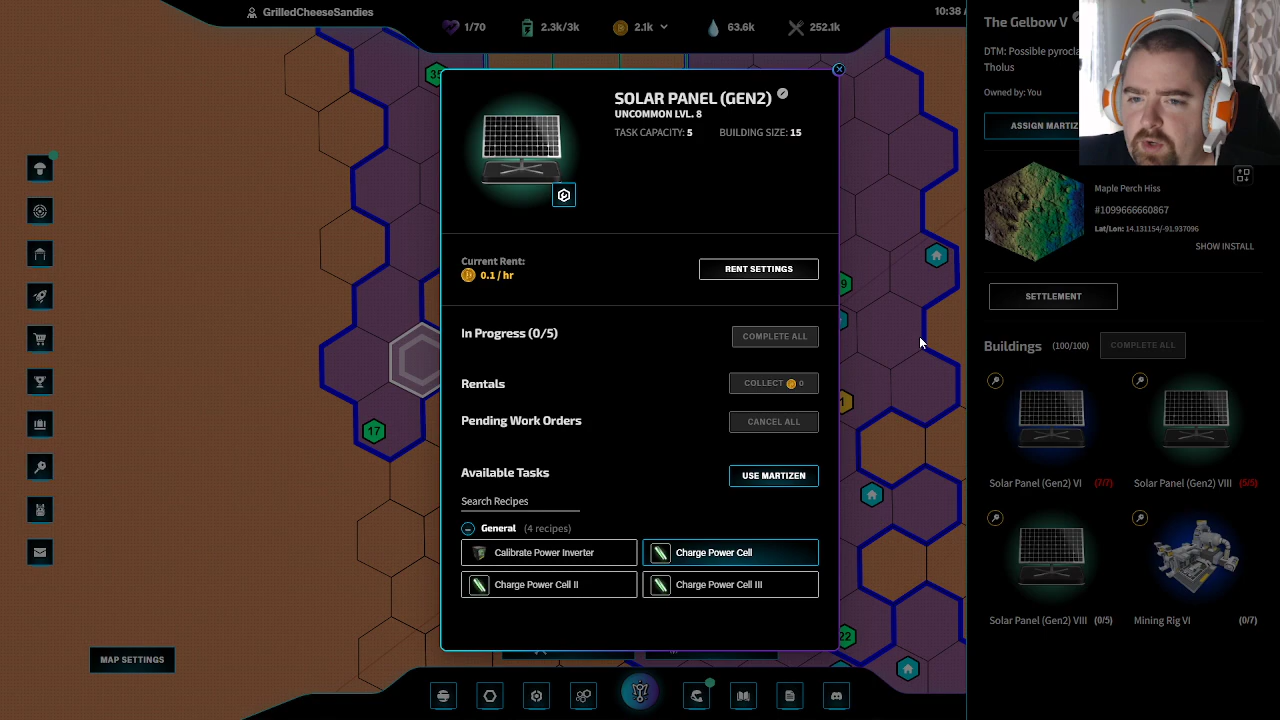 GrilledCheeseSandies
1/70
2.3k/3k
2.1k
63.6k
252.1k
10:38
The Gelbow V
DTM: Possible pyrocla
Tholus
Owned by: You
ASSIGN MARTIZ
Maple Perch Hiss
#1099666660867
Lat/Lon: 14.131154/-91.937096
SHOW INSTALL
SETTLEMENT
Buildings (100/100) COMPLETE ALL
Solar Panel (Gen2) VI (7/7)
Solar Panel (Gen2) VIII (5/5)
Solar Panel (Gen2) VIII (0/5)
Mining Rig VI (0/7)
SOLAR PANEL (GEN2)
UNCOMMON LVL. 8
TASK CAPACITY: 5 BUILDING SIZE: 15
Current Rent:
0.1 / hr
RENT SETTINGS
In Progress (0/5) COMPLETE ALL
Rentals COLLECT 0
Pending Work Orders CANCEL ALL
Available Tasks USE MARTIZEN
Search Recipes
General (4 recipes)
Calibrate Power Inverter Charge Power Cell
Charge Power Cell II Charge Power Cell III
17
22
MAP SETTINGS